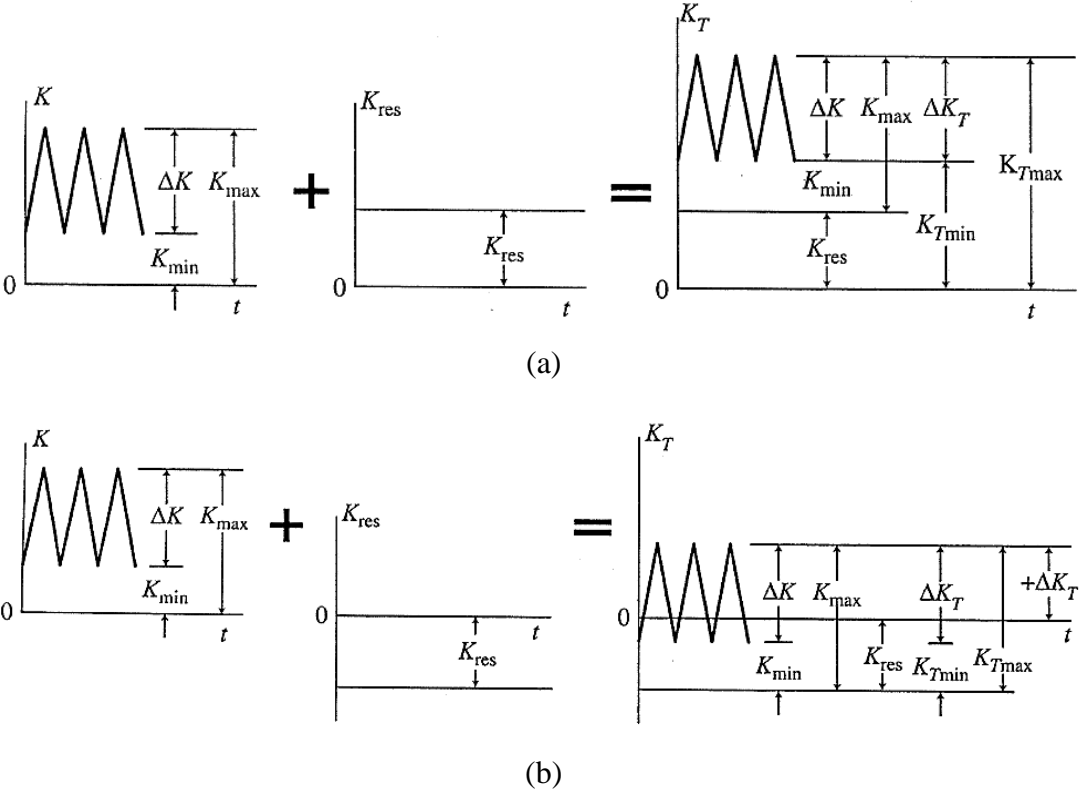 K
ΔK
K_max
K_min
0
t
+
K_res
K_res
0
t
=
K_T
ΔK
K_max
ΔK_T
K_min
K_Tmax
K_res
K_Tmin
0
t
(a)
K
ΔK
K_max
K_min
0
t
+
K_res
0
t
K_res
=
K_T
ΔK
K_max
ΔK_T
+ΔK_T
0
t
K_min
K_res
K_Tmin
K_Tmax
(b)